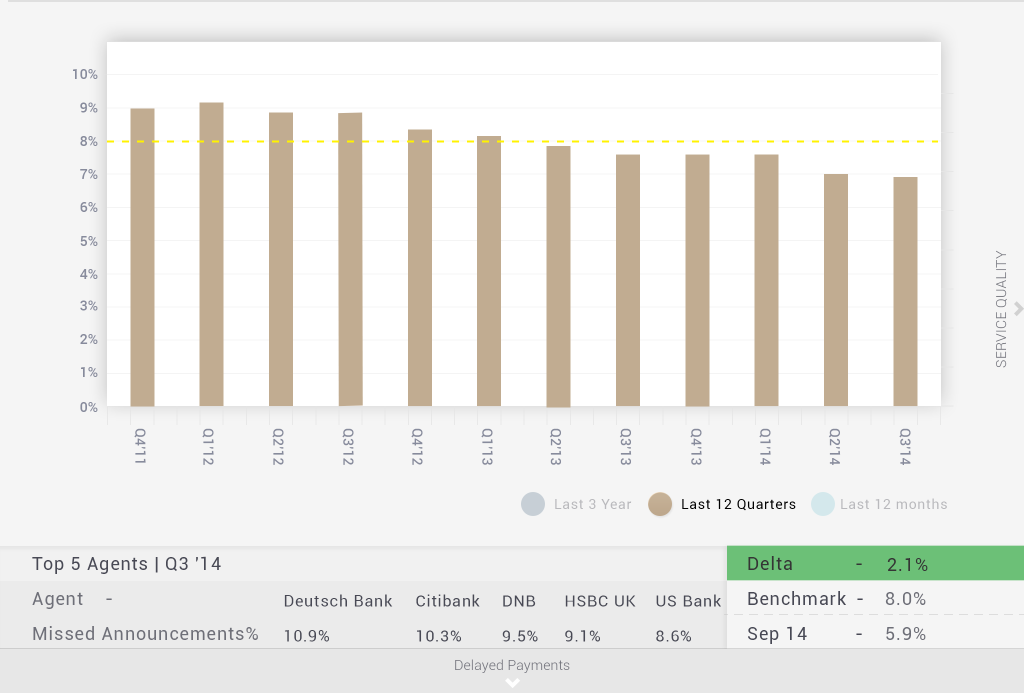 10%
9%
8%
7%
6%
5%
4%
3%
2%
1%
0%
Q4'11
Q1'12
Q2'12
Q3'12
Q4'12
Q1'13
Q2'13
Q3'13
Q4'13
Q1'14
Q2'14
Q3'14
SERVICE QUALITY
Last 3 Year
Last 12 Quarters
Last 12 months
Top 5 Agents | Q3 '14
Agent - Deutsch Bank Citibank DNB HSBC UK US Bank
Missed Announcements% 10.9% 10.3% 9.5% 9.1% 8.6%
Delta - 2.1%
Benchmark - 8.0%
Sep 14 - 5.9%
Delayed Payments